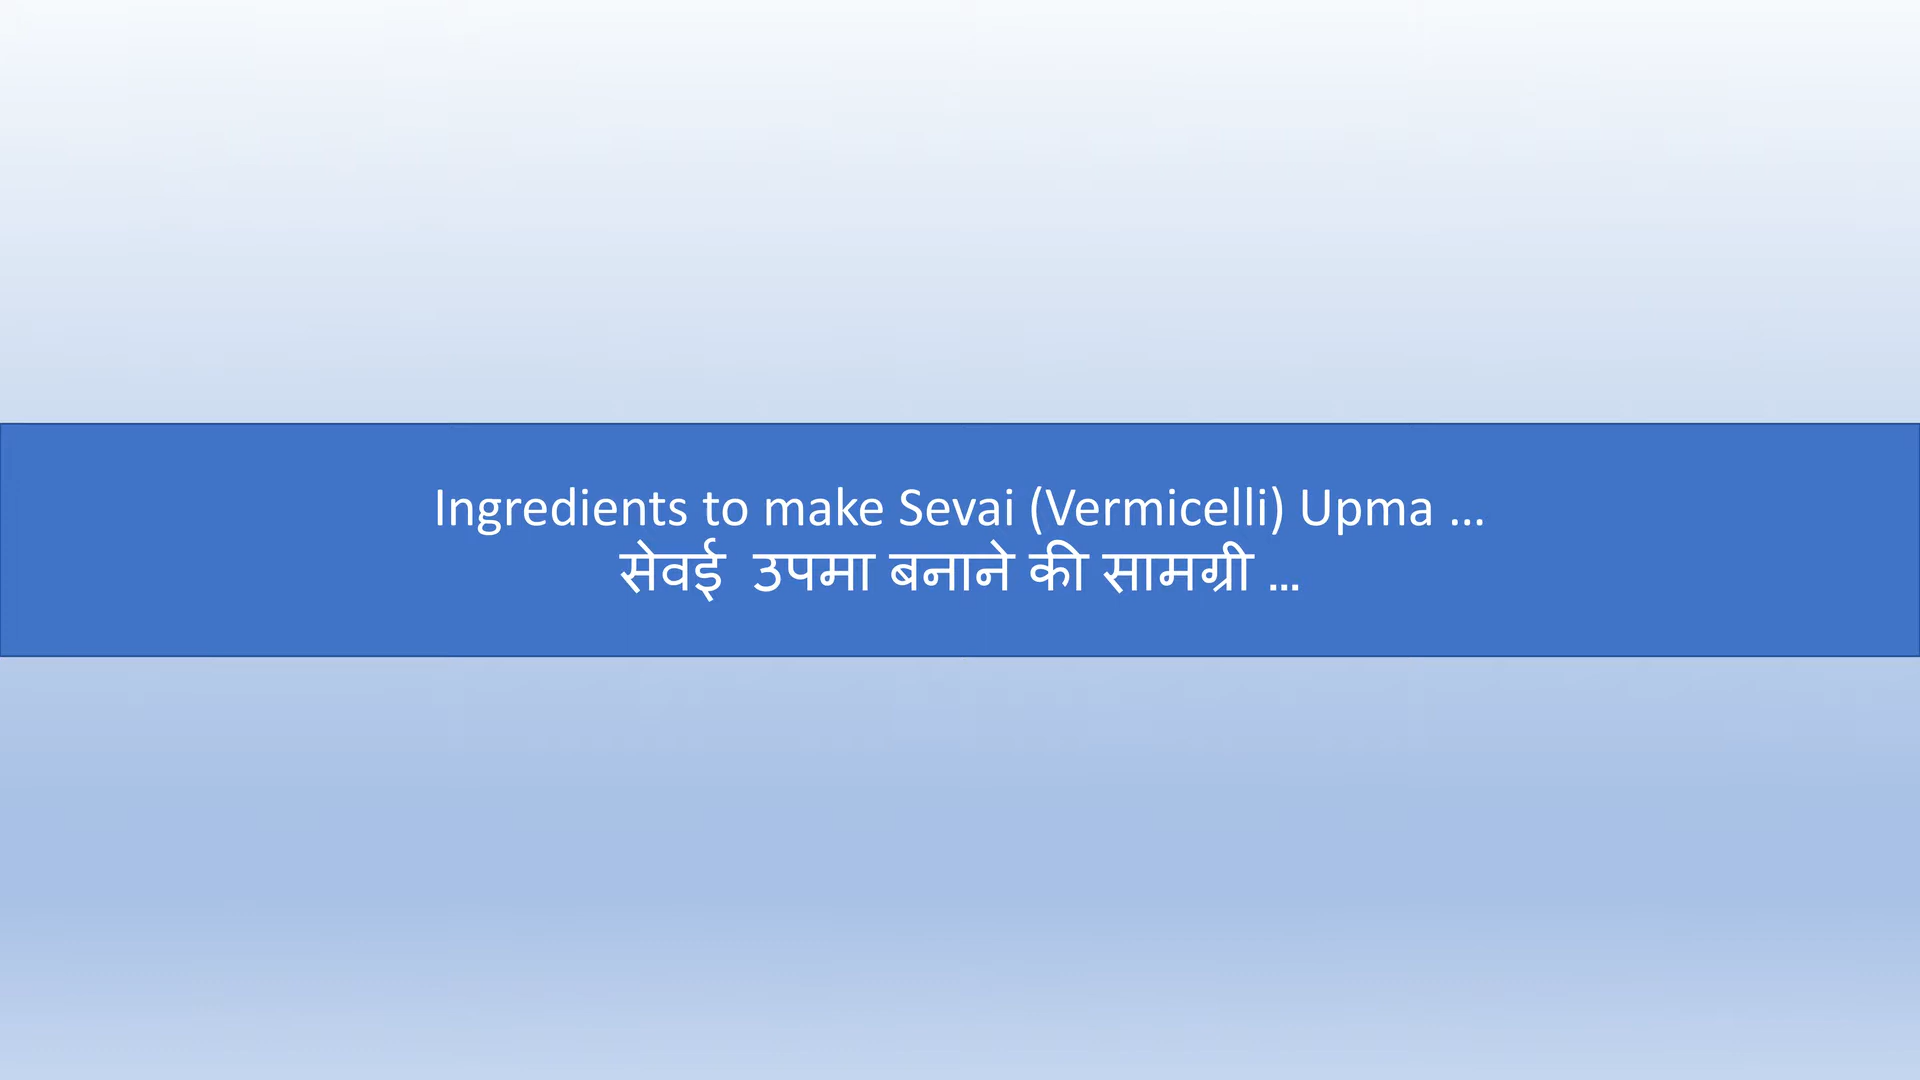 Ingredients to make Sevai (Vermicelli) Upma ...
सेवई  उपमा बनाने की सामग्री ...